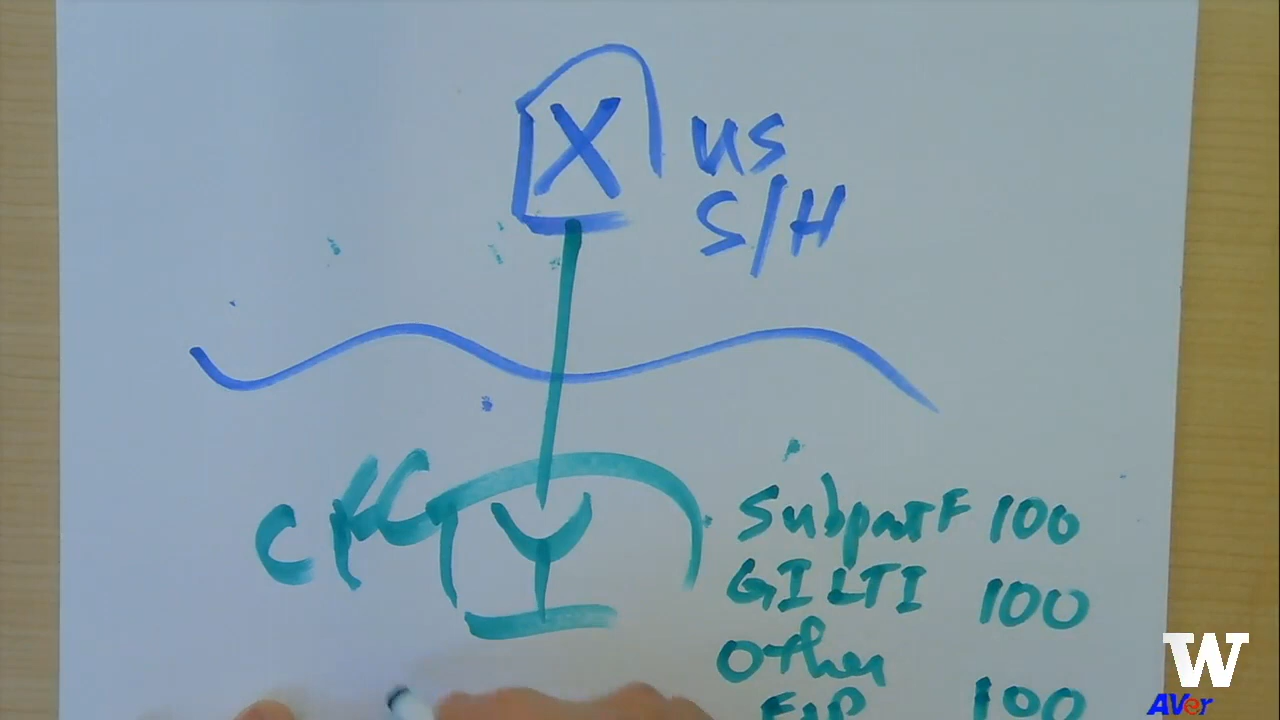 X
US
S/H
CFC
Y
Subpart F 100
GILTI 100
Other
E&P 100
W
AVer